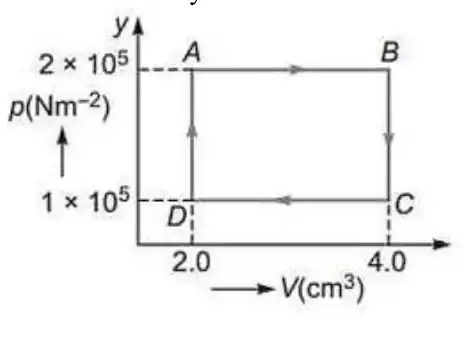 y
A
B
2 × 10⁵
p(Nm⁻²)
1 × 10⁵
D
C
2.0
4.0
V(cm³)